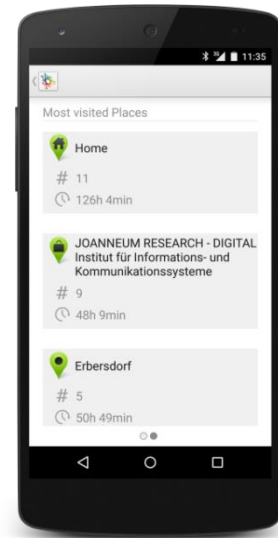 11:35
Most visited Places
Home
# 11
126h 4min
JOANNEUM RESEARCH - DIGITAL
Institut für Informations- und
Kommunikationssysteme
# 9
48h 9min
Erbersdorf
# 5
50h 49min